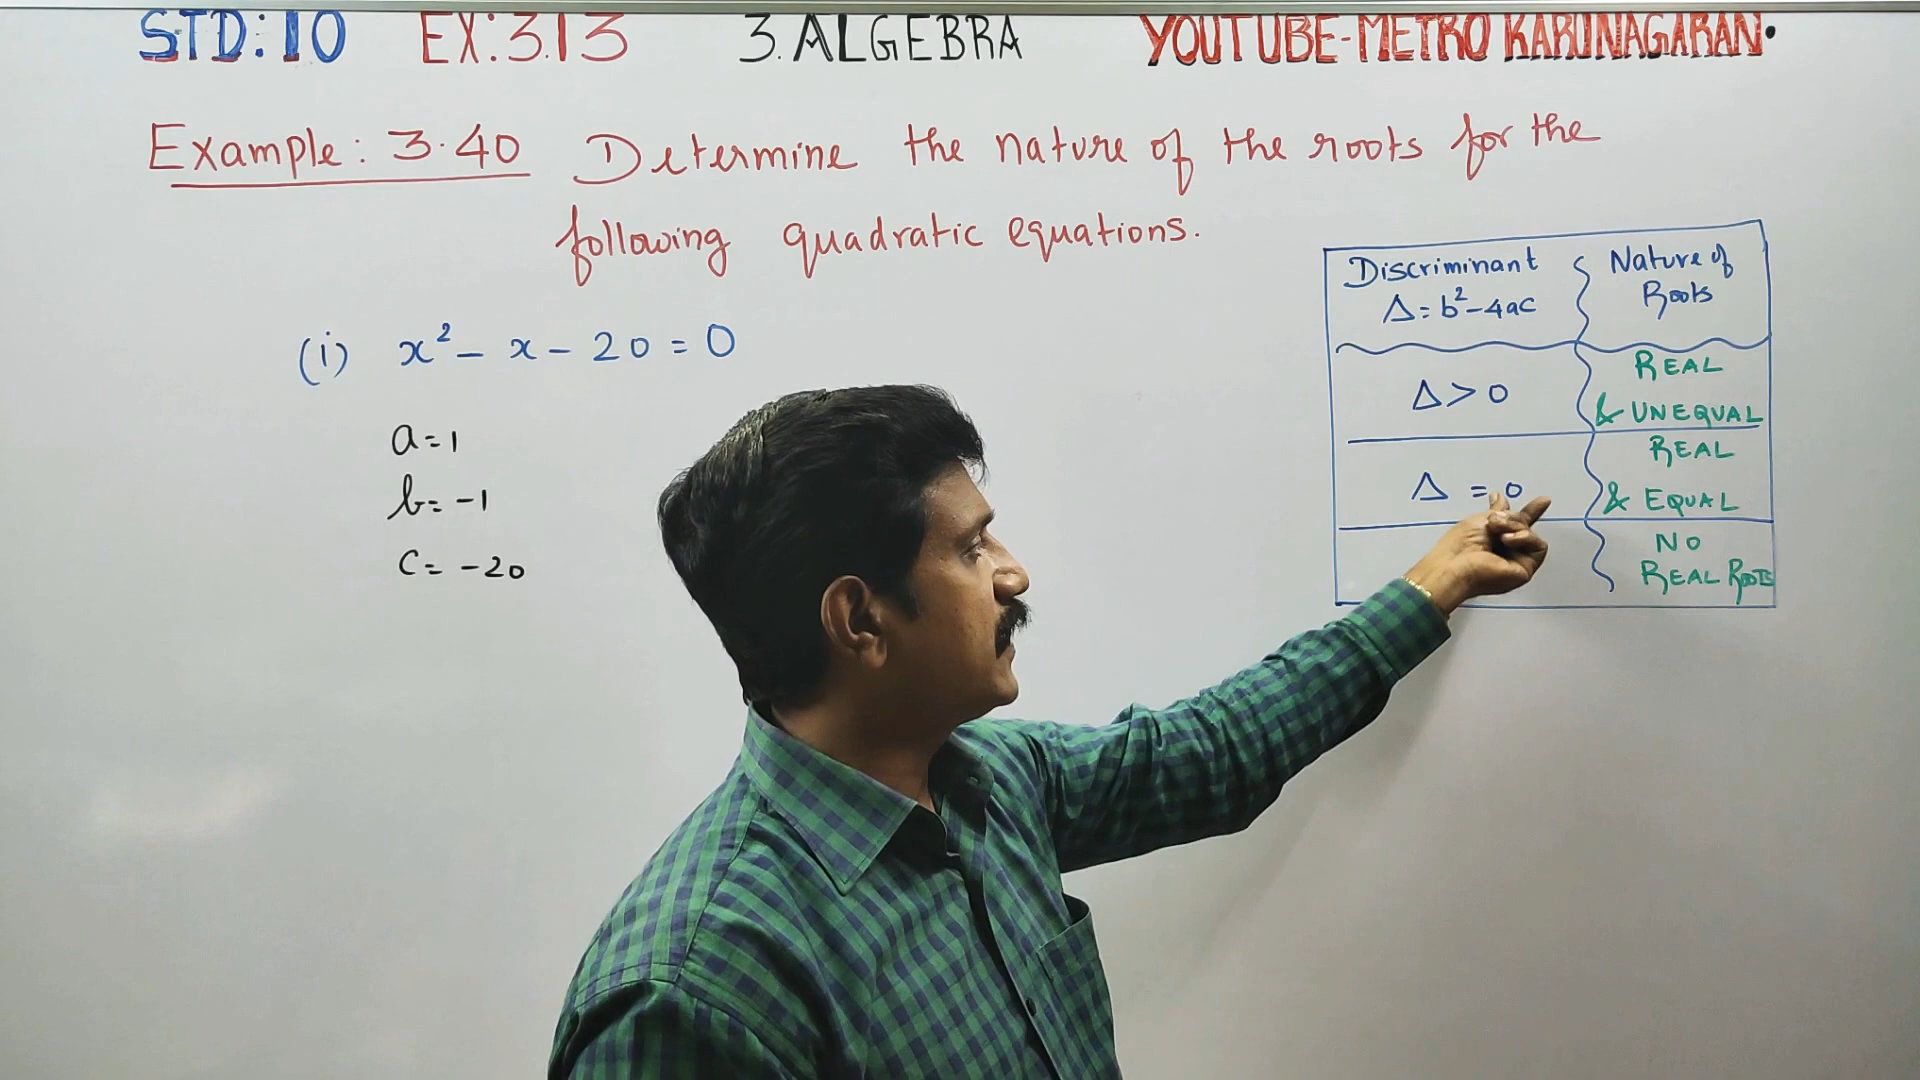 STD: 10 EX: 3.13 3. ALGEBRA YOUTUBE-METRO KARUNAGARAN.
Example: 3.40 Determine the nature of the roots for the
following quadratic equations.
(i) x² - x - 20 = 0
a = 1
b = -1
c = -20
Discriminant
Δ = b² - 4ac
Nature of
Roots
Δ > 0
REAL
& UNEQUAL
Δ = 0
REAL
& EQUAL
NO
REAL ROOTS